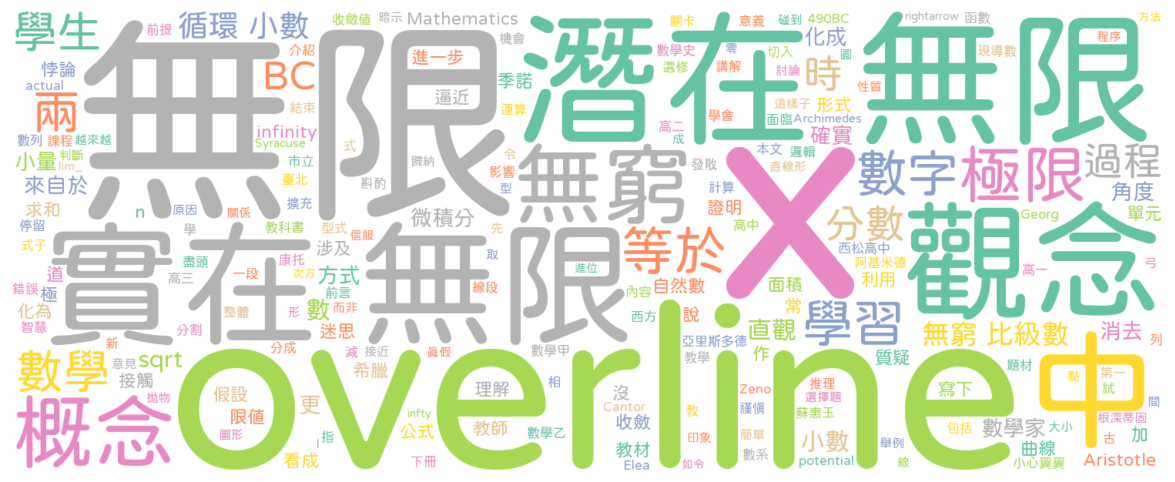 學生
悖論
actual
兩
數列 課程 越來越
小量 判斷 lim_
來自於
求和
停留
式子
道
錯誤 極
化為
智慧
數學
接觸
概念
前提
收斂值
暗示
Mathematics
循環 小數
介紹
BC
結束
infinity
Syracuse
市立
臺北
擴充
n
原因
關係
學
教科書
盡頭
一段
次方
康托
型式
信服
涉及
方式
前言
數
迷思
新
分割
整體
形
而非
線段
分成
減
接近
真假
意見
sqrt
無限
進一步
逼近
式
歸納
斟酌
影響
令
型
微積分
先
取
機會
季諾
運算
潛在 無限
無窮
實在 無限
進位
overline
拋物
圖形
假設
限值
指
看成
希臘
更
教師
公式
infty
下冊
理解
數學甲
相
沒
Cantor
收斂
數學乙
教材
Elea
亞里斯多德
教學
教
印象
如令
Zeno
謹慎
簡單
數系
推理
選擇題
蘇惠玉
小數
potential
作
直觀
舉例
線
質疑
寫下
包括
曲線
小心翼翼
關卡
意義
碰到
490BC
數學史
零
切入
化成
選修
講解
討論
圓
時
這樣子
形式
學會
面臨
Archimedes
高二
成
確實
本文
邏輯
發散
直線形
計算
證明
高中
等於
自然數
說
常
內容
西方
面積
X
rightarrow
函數
現導數
程序
方法
性質
數字
極限
過程
角度
分數
Georg
單元
西松高中
阿基米德
利用
高一
高三
弓
觀念
學習
無窮 比級數
消去
列
中
題材
點
第一
試
間
根深蒂固
數學家
大小
古
加
Aristotle